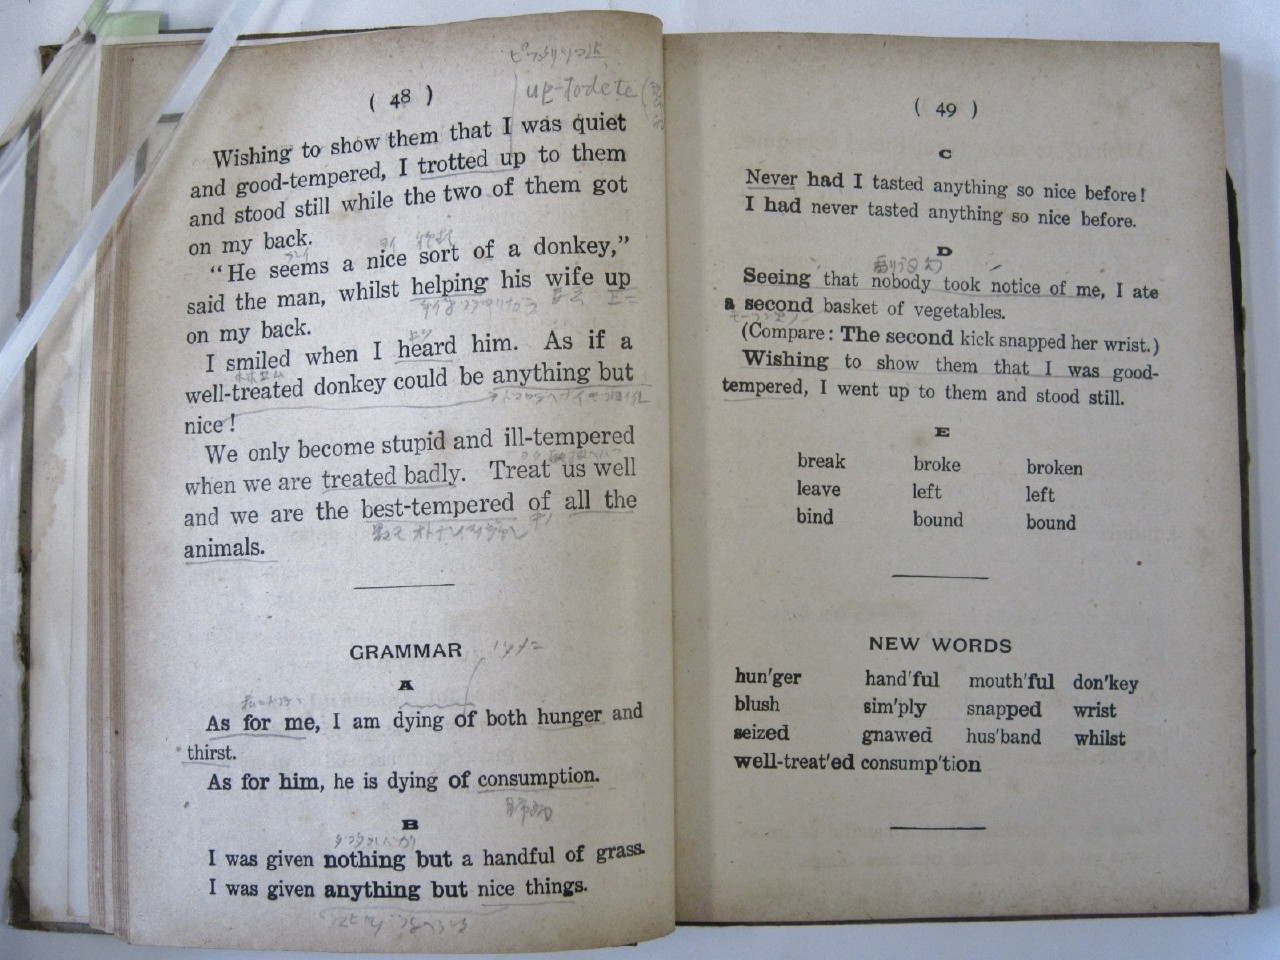 up-todete
( 48 )
Wishing to show them that I was quiet
and good-tempered, I trotted up to them
and stood still while the two of them got
on my back.
“He seems a nice sort of a donkey,”
said the man, whilst helping his wife up
on my back.
I smiled when I heard him. As if a
well-treated donkey could be anything but
nice!
We only become stupid and ill-tempered
when we are treated badly. Treat us well
and we are the best-tempered of all the
animals.
GRAMMAR
A
As for me, I am dying of both hunger and
thirst.
As for him, he is dying of consumption.
B
I was given nothing but a handful of grass.
I was given anything but nice things.
( 49 )
C
Never had I tasted anything so nice before!
I had never tasted anything so nice before.
D
Seeing that nobody took notice of me, I ate
a second basket of vegetables.
(Compare: The second kick snapped her wrist.)
Wishing to show them that I was good-
tempered, I went up to them and stood still.
E
break broke broken
leave left left
bind bound bound
NEW WORDS
hun'ger hand'ful mouth'ful don'key
blush sim'ply snapped wrist
seized gnawed hus'band whilst
well-treat'ed consump'tion